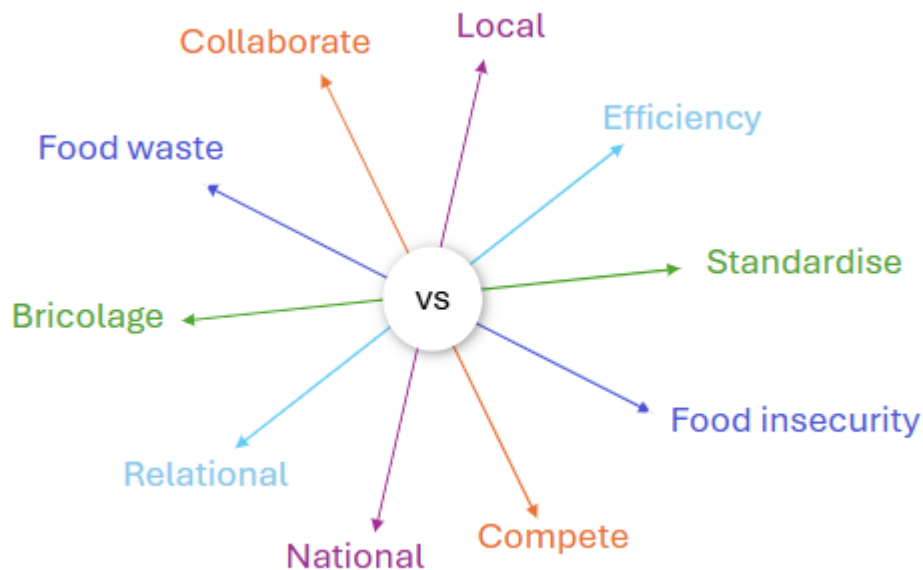 Local
Collaborate
Efficiency
Food waste
Standardise
vs
Bricolage
Food insecurity
Relational
Compete
National